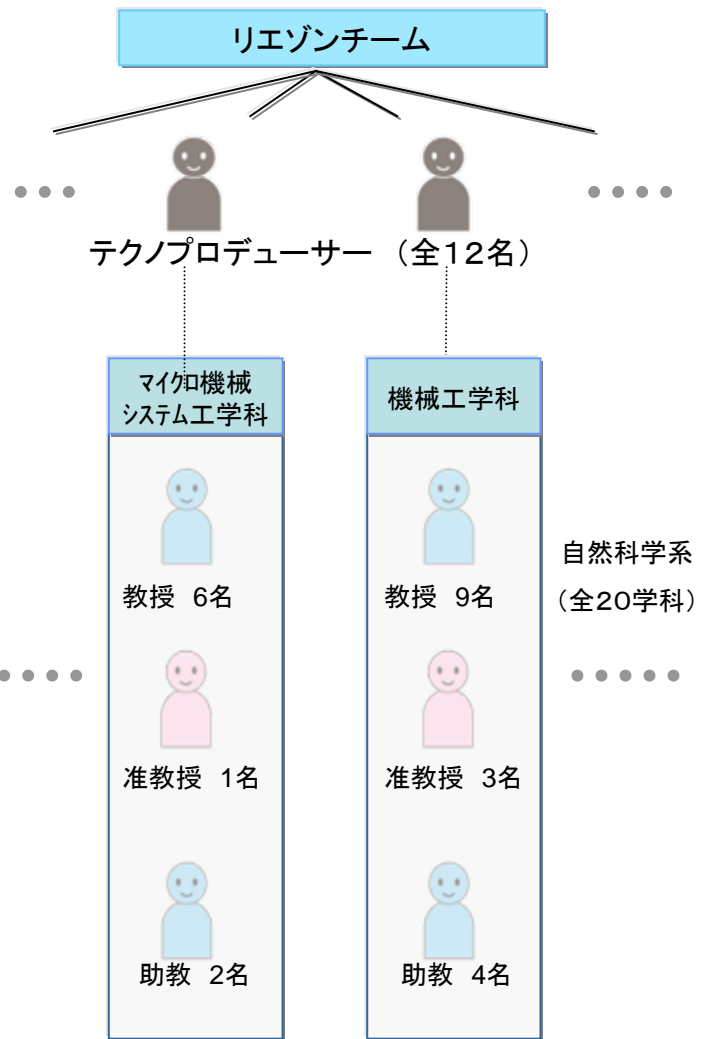 リエゾンチーム
テクノプロデューサー （全１２名）
マイクロ機械
システム工学科
機械工学科
教授 6名
教授 9名
自然科学系
（全２０学科）
准教授 1名
准教授 3名
助教 2名
助教 4名